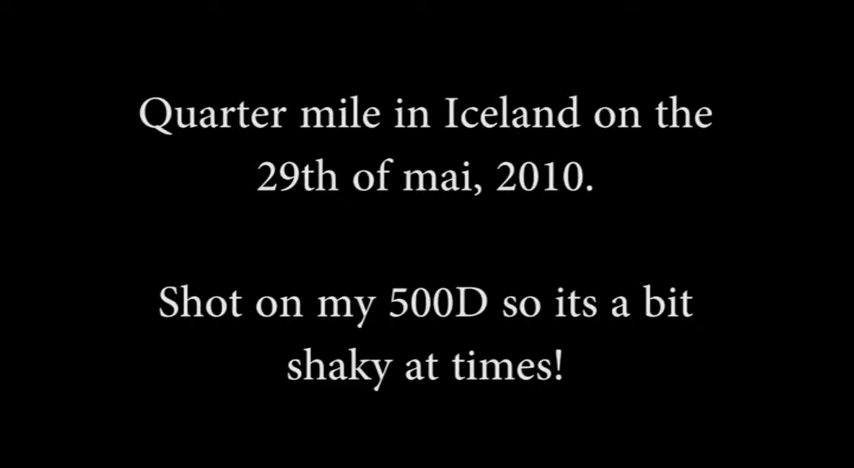 Quarter mile in Iceland on the
29th of mai, 2010.
Shot on my 500D so its a bit
shaky at times!